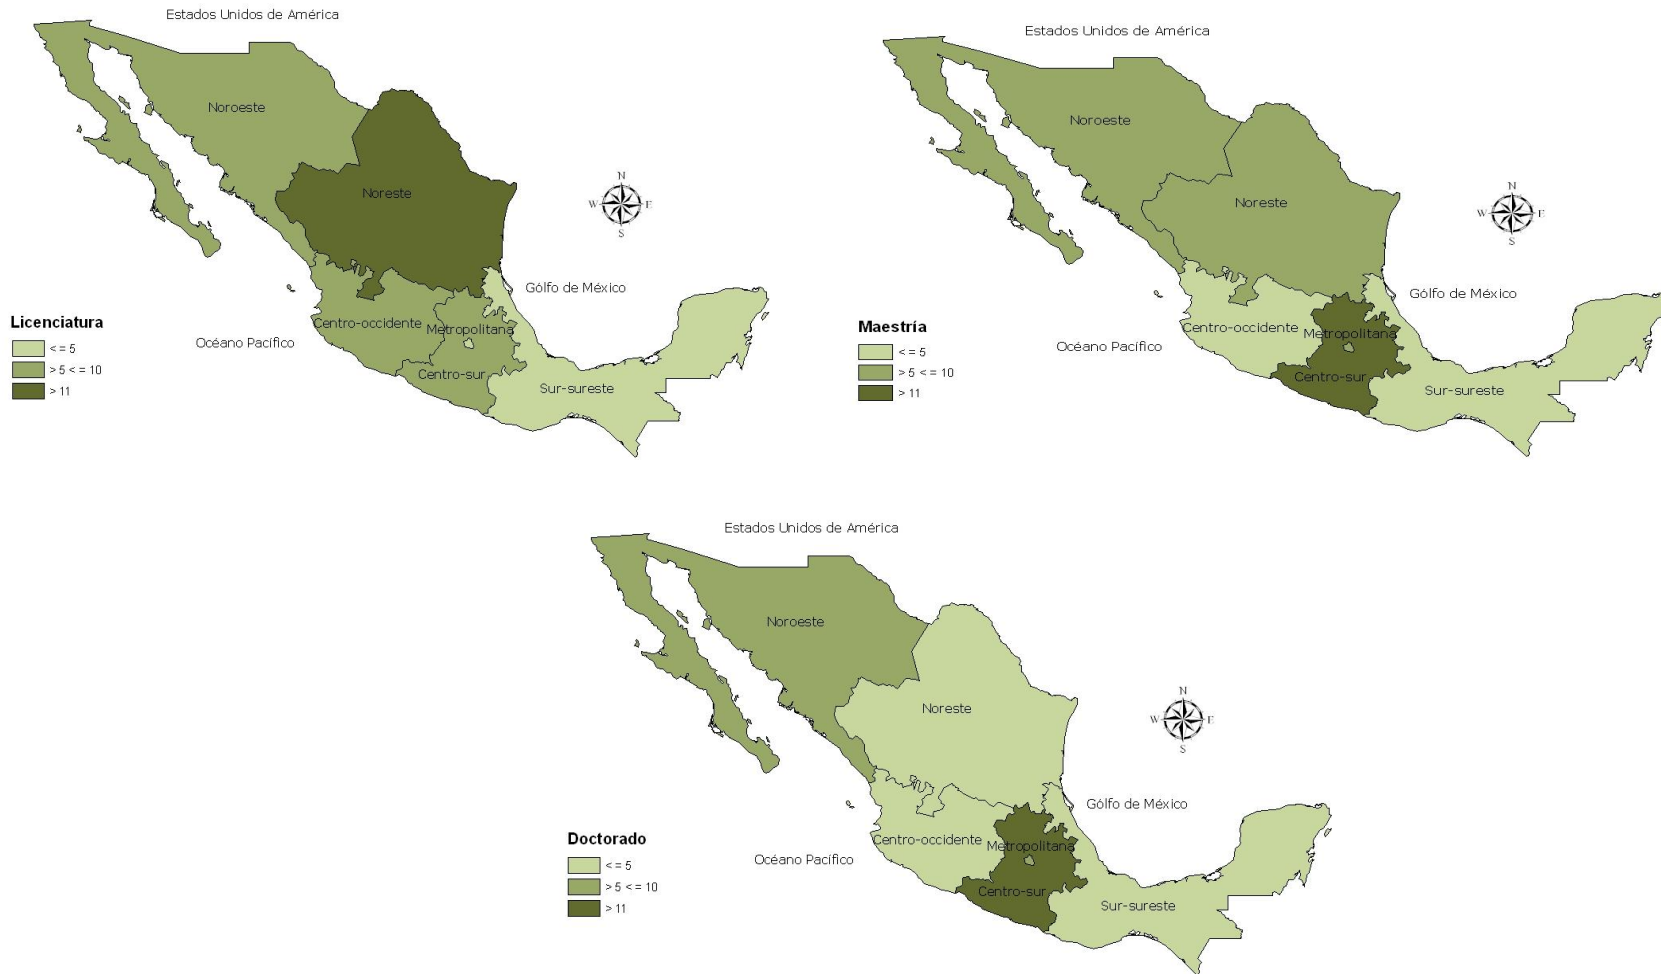 Estados Unidos de América
Noroeste
Noreste
N
W E
S
Gólfo de México
Centro-occidente
Metropolitana
Océano Pacífico
Centro-sur
Sur-sureste
Licenciatura
< = 5
> 5 < = 10
> 11
Estados Unidos de América
Noroeste
Noreste
N
W E
S
Gólfo de México
Centro-occidente
Metropolitana
Océano Pacífico
Centro-sur
Sur-sureste
Maestría
< = 5
> 5 < = 10
> 11
Estados Unidos de América
Noroeste
Noreste
N
W E
S
Gólfo de México
Centro-occidente
Metropolitana
Océano Pacífico
Centro-sur
Sur-sureste
Doctorado
< = 5
> 5 < = 10
> 11